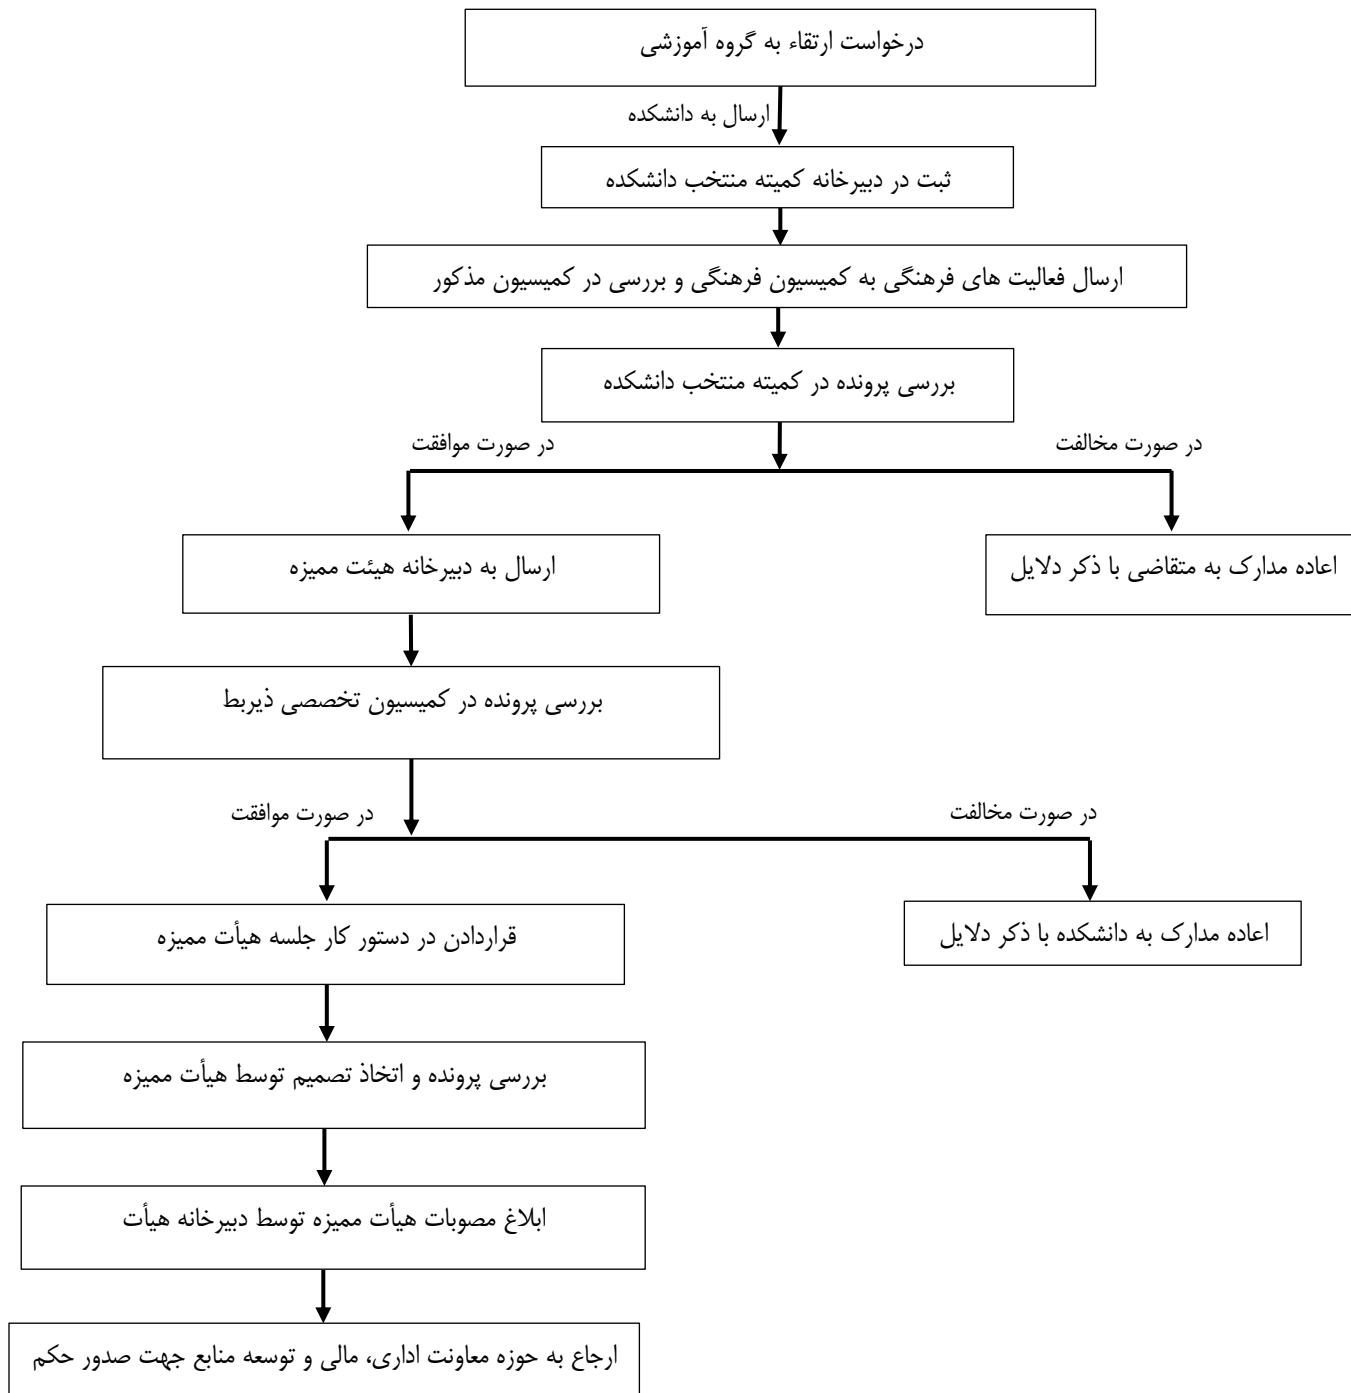 درخواست ارتقاء به گروه آموزشی
ارسال به دانشکده
ثبت در دبیرخانه کمیته منتخب دانشکده
ارسال فعالیت های فرهنگی به کمیسیون فرهنگی و بررسی در کمیسیون مذکور
بررسی پرونده در کمیته منتخب دانشکده
در صورت مخالفت
در صورت موافقت
اعاده مدارک به متقاضی با ذکر دلایل
ارسال به دبیرخانه هیئت ممیزه
بررسی پرونده در کمیسیون تخصصی ذیربط
در صورت مخالفت
در صورت موافقت
اعاده مدارک به دانشکده با ذکر دلایل
قراردادن در دستور کار جلسه هیأت ممیزه
بررسی پرونده و اتخاذ تصمیم توسط هیأت ممیزه
ابلاغ مصوبات هیأت ممیزه توسط دبیرخانه هیأت
ارجاع به حوزه معاونت اداری، مالی و توسعه منابع جهت صدور حکم